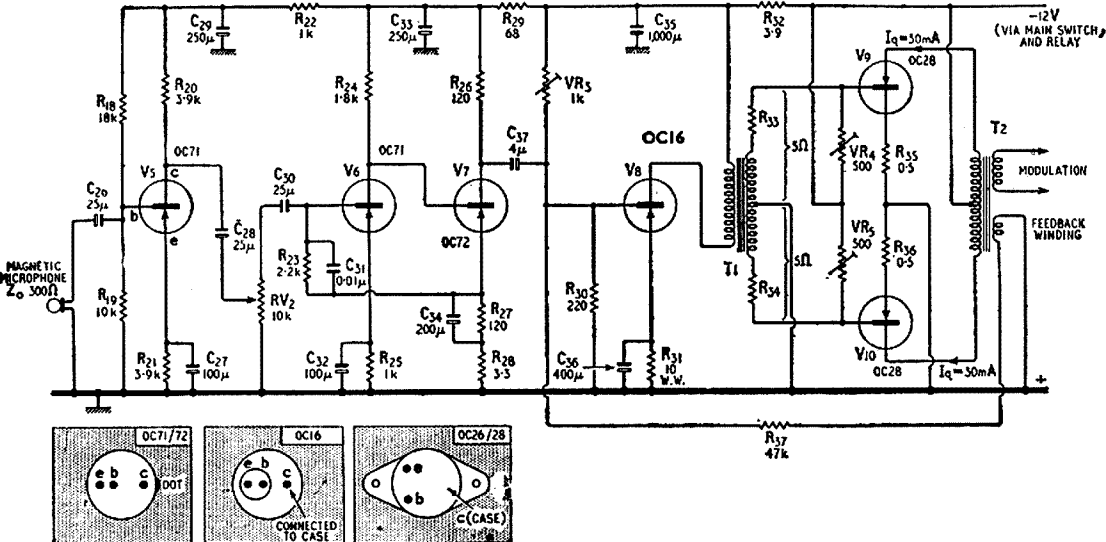 C29
250µ
R22
1k
C33
250µ
R29
68
C35
1,000µ
R32
3.9
-12V
(VIA MAIN SWITCH,
AND RELAY
V9
Iq=30mA
OC28
R18
18k
R20
3.9k
R24
1.8k
R26
120
VR3
1k
OC71
OC71
C37
4µ
OC16
R33
5Ω
VR4
500
R35
0.5
T2
MODULATION
C26
25µ
V5
c
b
e
C28
25µ
C30
25µ
V6
V7
OC72
V8
T1
FEEDBACK
WINDING
MAGNETIC
MICROPHONE
Zo 300Ω
R19
10k
RV2
10k
R23
2.2k
C31
0.01µ
C34
200µ
R27
120
R30
220
R34
5Ω
VR5
500
R36
0.5
V10
OC28
Iq=30mA
R21
3.9k
C27
100µ
C32
100µ
R25
1k
R28
3.3
C36
400µ
R31
10
W.W.
+
R37
47k
OC71/72
e b c
DOT
OC16
e b
c
CONNECTED
TO CASE
OC26/28
b
c(CASE)